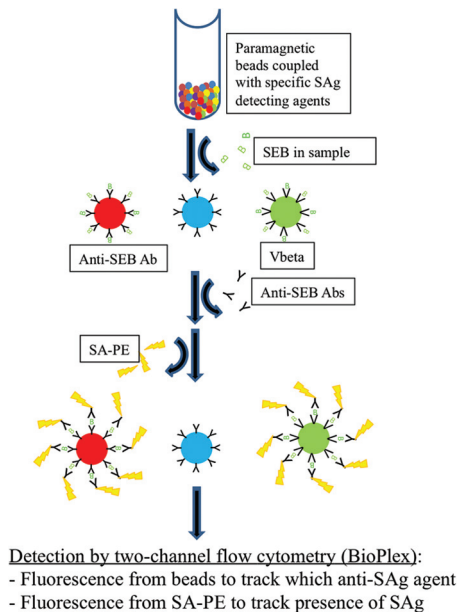 Paramagnetic
beads coupled
with specific SAg
detecting agents
SEB in sample
Anti-SEB Ab
Vbeta
Anti-SEB Abs
SA-PE
Detection by two-channel flow cytometry (BioPlex):
- Fluorescence from beads to track which anti-SAg agent
- Fluorescence from SA-PE to track presence of SAg